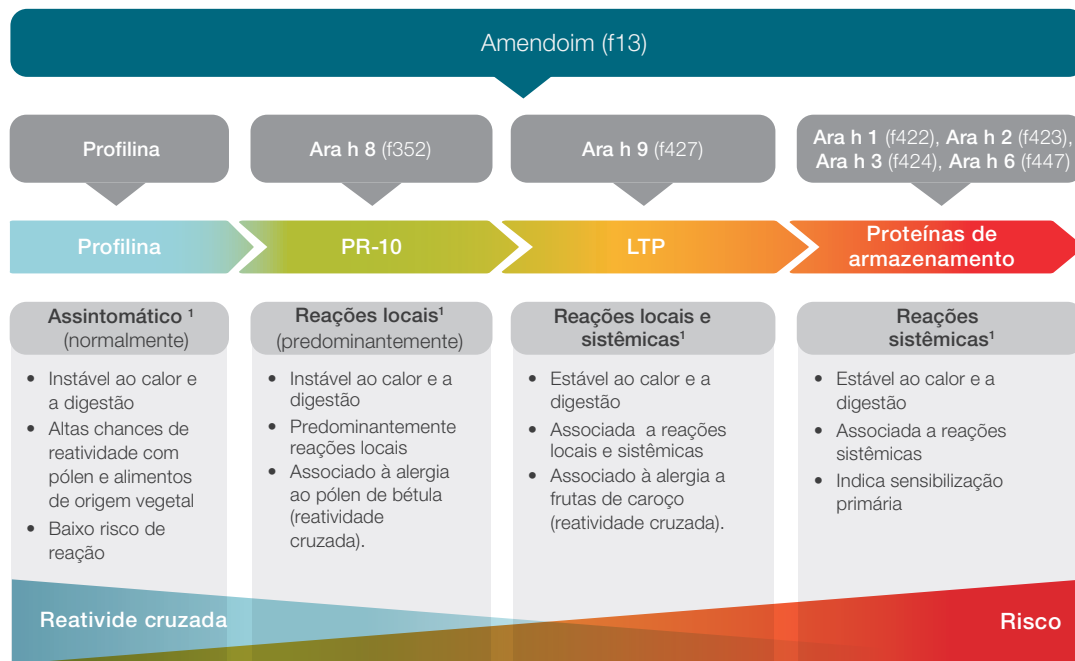 Amendoim (f13)
Profilina
Ara h 8 (f352)
Ara h 9 (f427)
Ara h 1 (f422), Ara h 2 (f423),
Ara h 3 (f424), Ara h 6 (f447)
Profilina
PR-10
LTP
Proteínas de
armazenamento
Assintomático ¹
(normalmente)
• Instável ao calor e
a digestão
• Altas chances de
reatividade com
pólen e alimentos
de origem vegetal
• Baixo risco de
reação
Reações locais¹
(predominantemente)
• Instável ao calor e a
digestão
• Predominantemente
reações locais
• Associado à alergia
ao pólen de bétula
(reatividade
cruzada).
Reações locais e
sistêmicas¹
• Estável ao calor e a
digestão
• Associada a reações
locais e sistêmicas
• Associado à alergia a
frutas de caroço
(reatividade cruzada).
Reações
sistêmicas¹
• Estável ao calor e a
digestão
• Associada a reações
sistêmicas
• Indica sensibilização
primária
Reativide cruzada
Risco